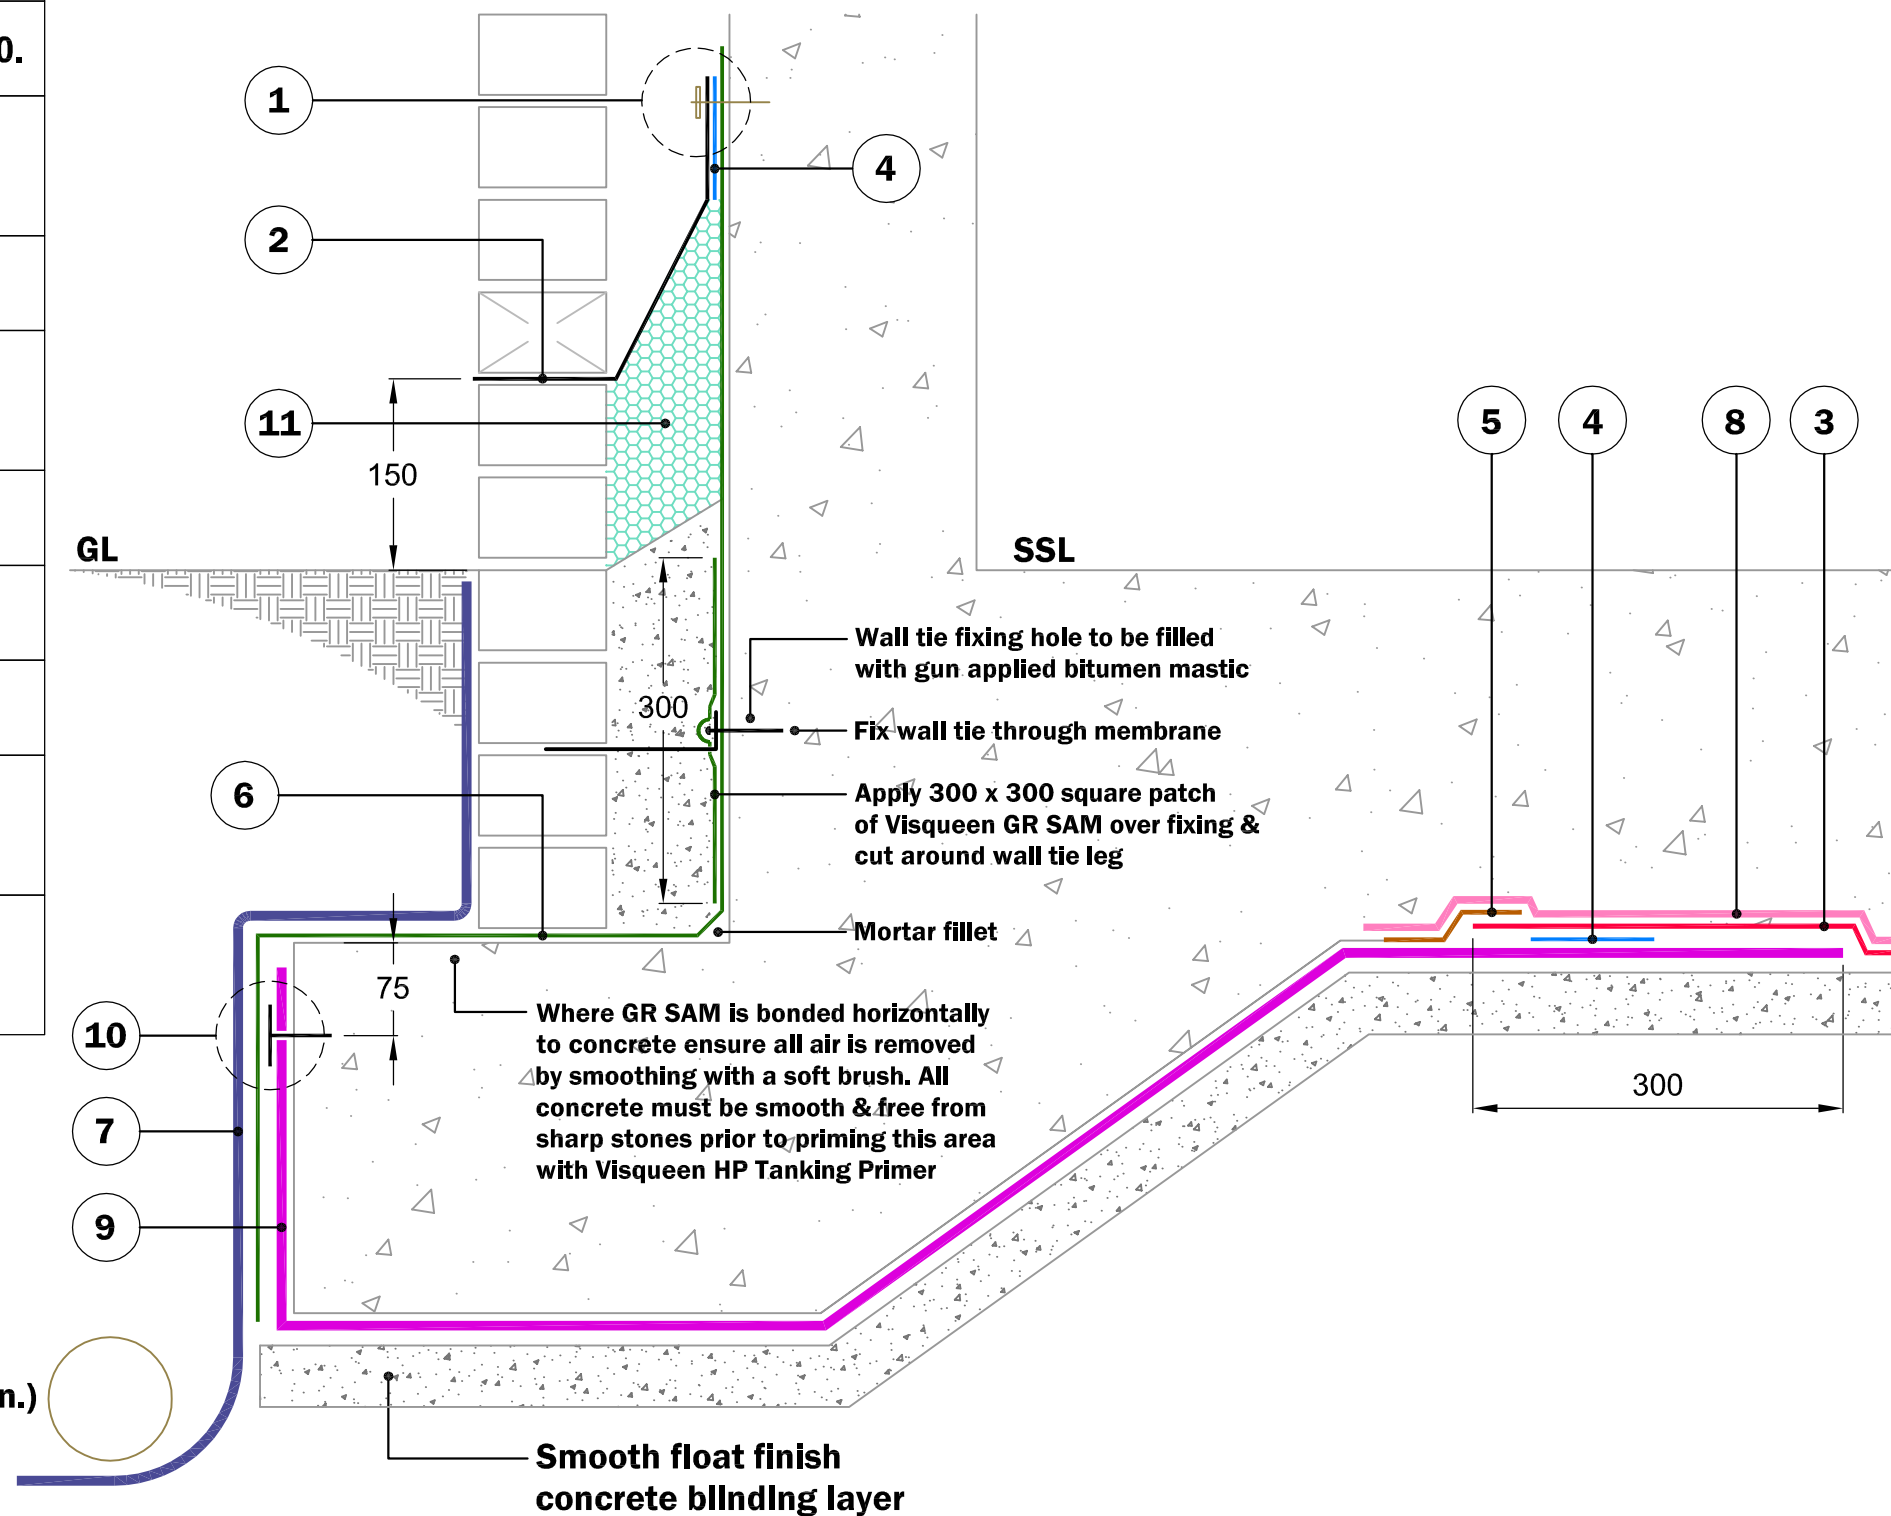 0.
1
4
2
11
150
5
4
8
3
GL
SSL
Wall tie fixing hole to be filled
with gun applied bitumen mastic
300
Fix wall tie through membrane
6
Apply 300 x 300 square patch
of Visqueen GR SAM over fixing &
cut around wall tie leg
Mortar fillet
75
10
Where GR SAM is bonded horizontally
to concrete ensure all air is removed
by smoothing with a soft brush. All
concrete must be smooth & free from
sharp stones prior to priming this area
with Visqueen HP Tanking Primer
300
7
9
n.)
Smooth float finish
concrete blinding layer